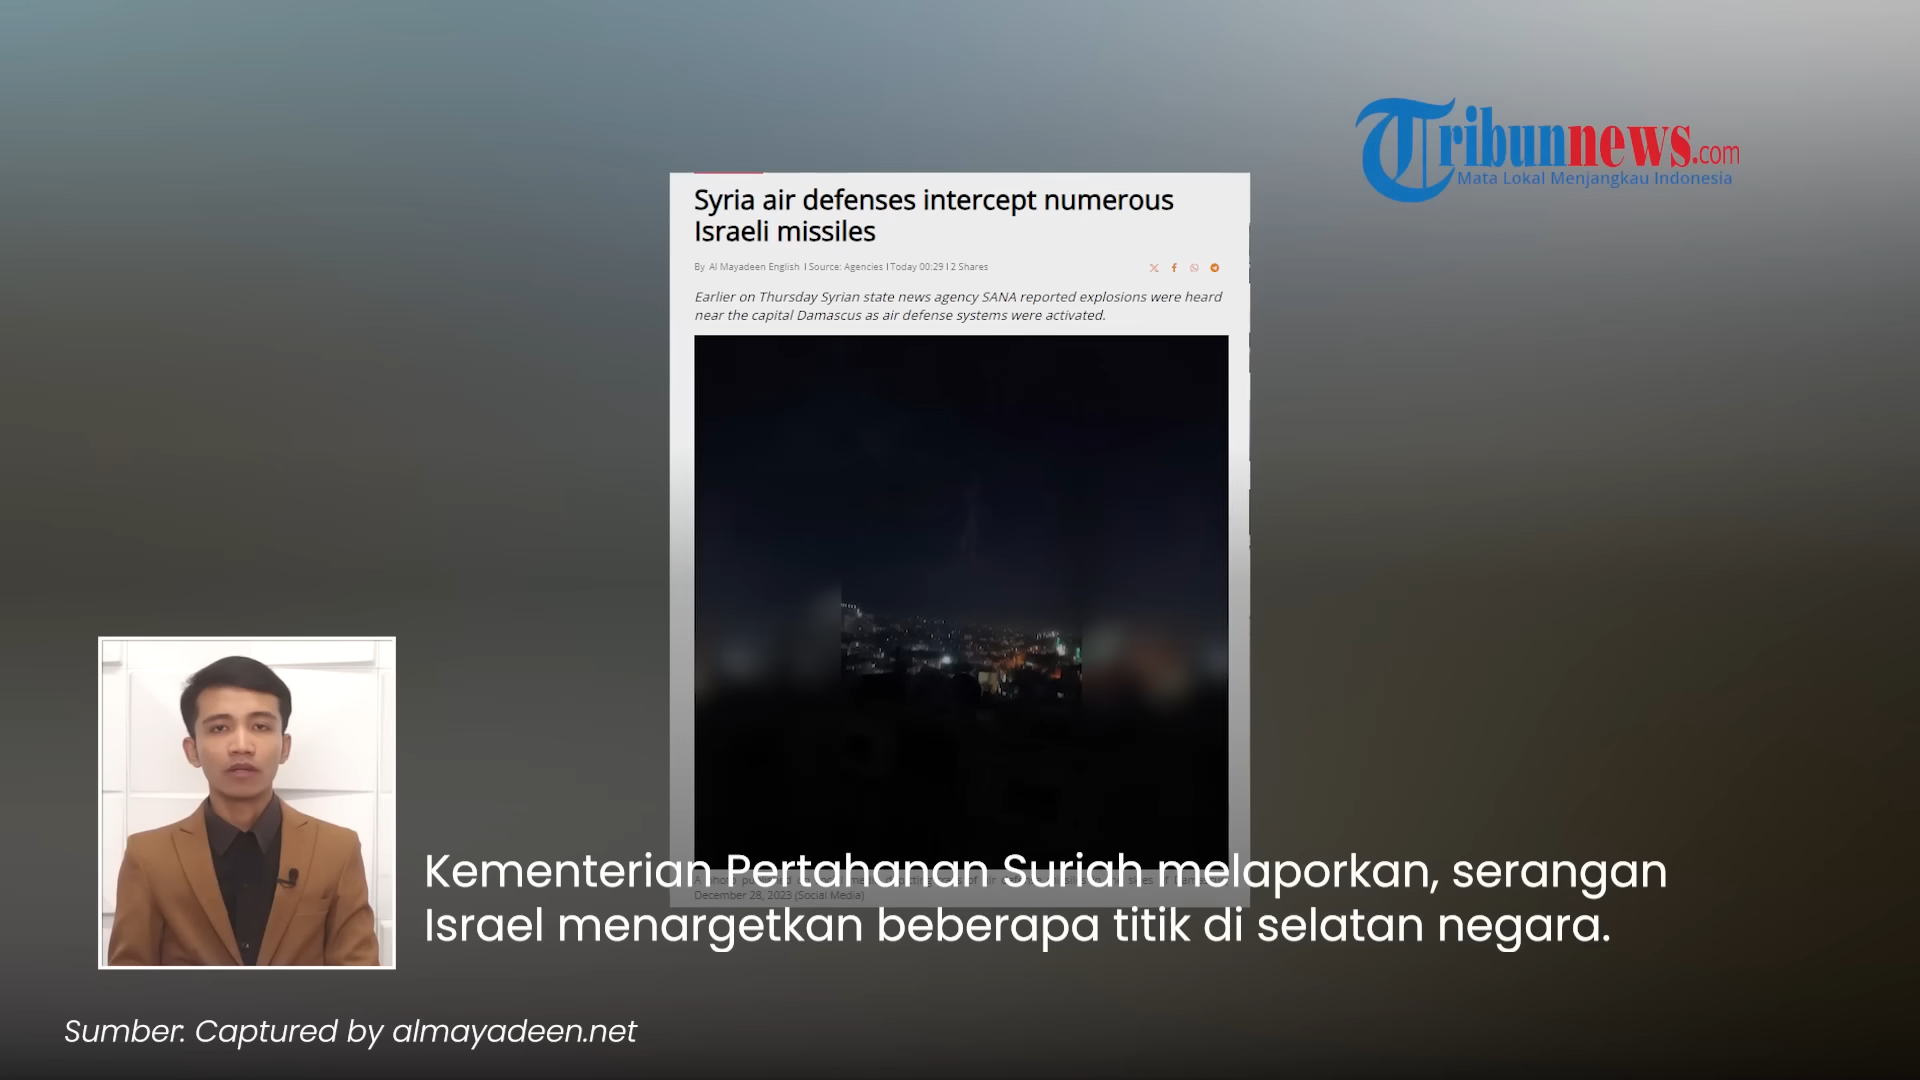 Tribunnews.com
Mata Lokal Menjangkau Indonesia
Syria air defenses intercept numerous
Israeli missiles
By Al Mayadeen English | Source: Agencies | Today 00:29 | 2 Shares
Earlier on Thursday Syrian state news agency SANA reported explosions were heard
near the capital Damascus as air defense systems were activated.
December 28, 2023 (Social Media)
Kementerian Pertahanan Suriah melaporkan, serangan
Israel menargetkan beberapa titik di selatan negara.
Sumber: Captured by almayadeen.net